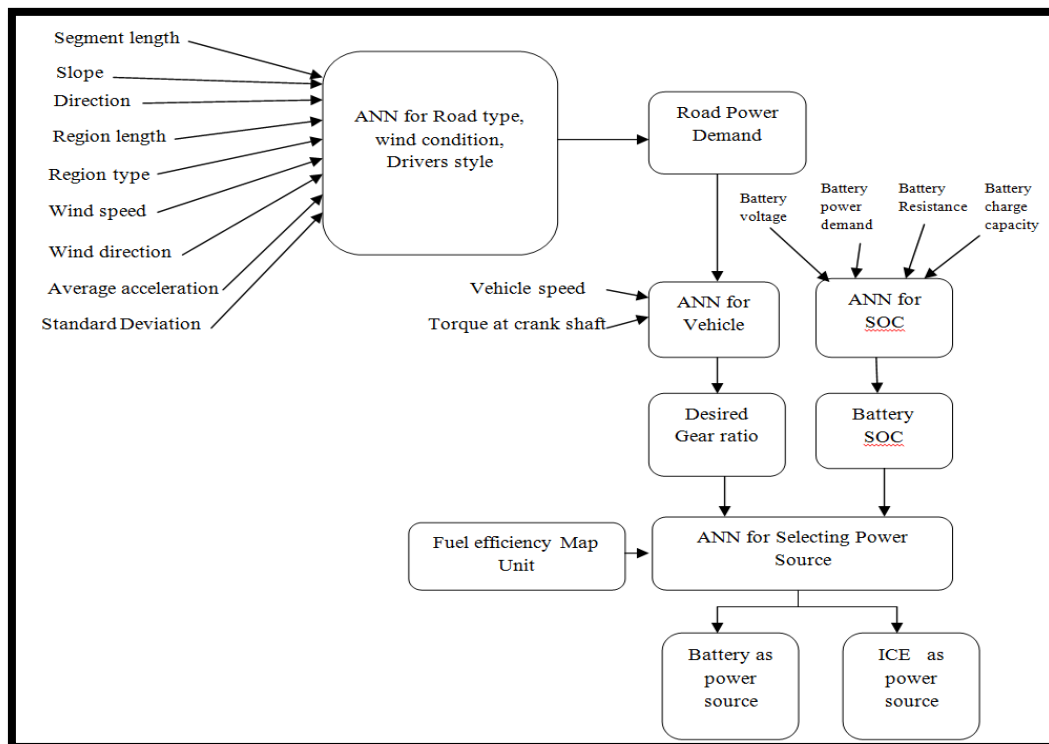 Segment length
Slope
Direction
Region length
Region type
Wind speed
Wind direction
Average acceleration
Standard Deviation
ANN for Road type,
wind condition,
Drivers style
Road Power
Demand
Battery
voltage
Battery
power
demand
Battery
Resistance
Battery
charge
capacity
Vehicle speed
Torque at crank shaft
ANN for
Vehicle
ANN for
SOC
Desired
Gear ratio
Battery
SOC
Fuel efficiency Map
Unit
ANN for Selecting Power
Source
Battery as
power
source
ICE as
power
source